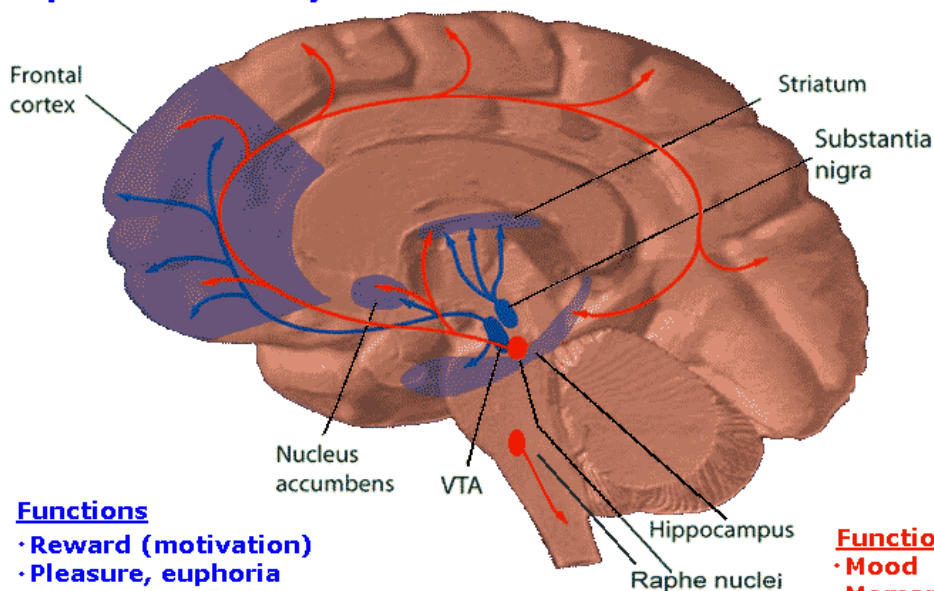 Frontal
cortex
Striatum
Substantia
nigra
Nucleus
accumbens
VTA
Hippocampus
Raphe nuclei
Functions
·Reward (motivation)
·Pleasure, euphoria
·Mood